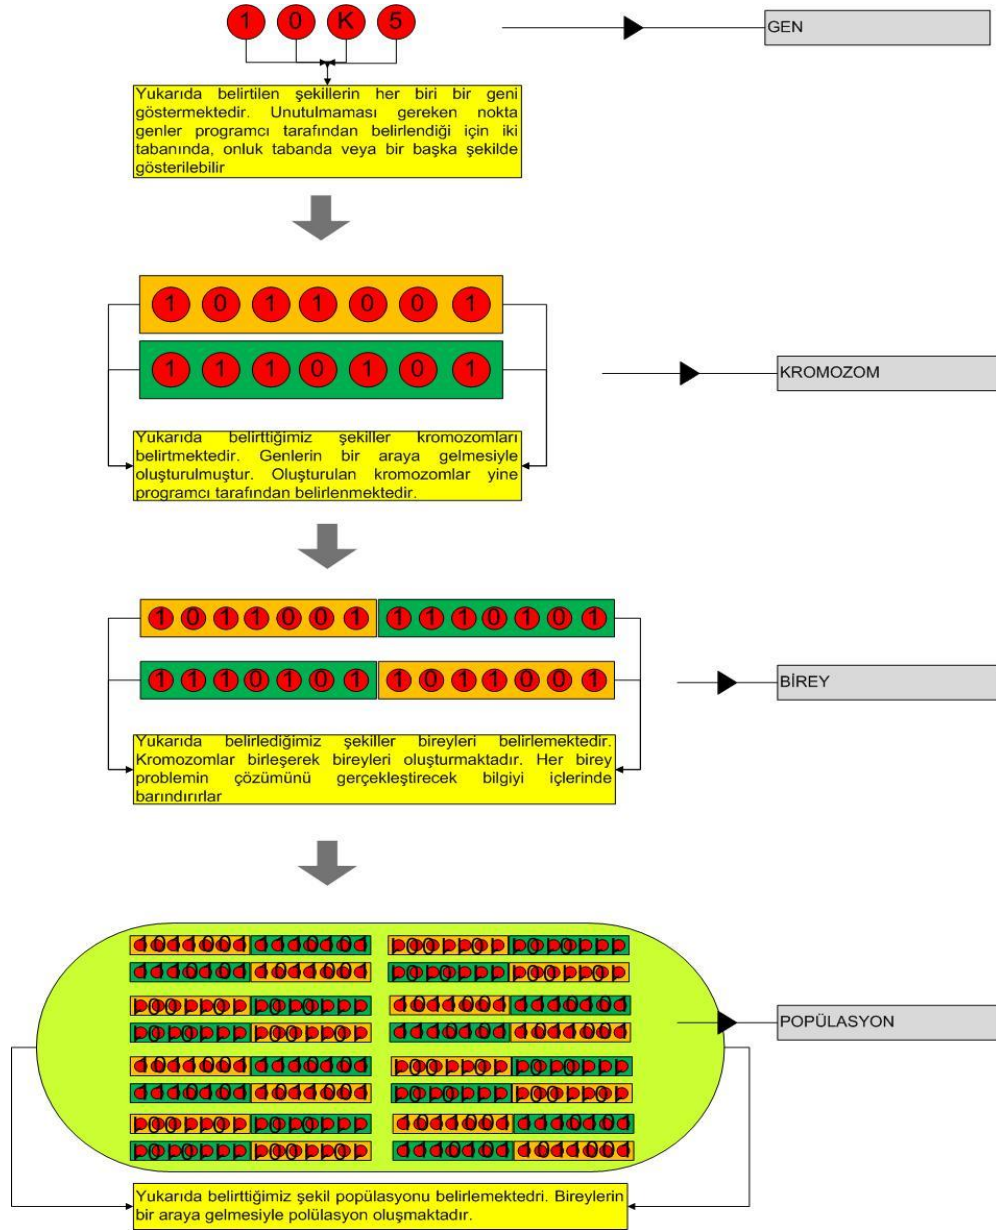 1 0 K 5
GEN
Yukarıda belirtilen şekillerin her biri bir geni
göstermektedir. Unutulmaması gereken nokta
genler programcı tarafından belirlendiği için iki
tabanında, onluk tabanda veya bir başka şekilde
gösterilebilir
1 0 1 1 0 0 1
1 1 1 0 1 0 1
KROMOZOM
Yukarıda belirttiğimiz şekiller kromozomları
belirtmektedir. Genlerin bir araya gelmesiyle
oluşturulmuştur. Oluşturulan kromozomlar yine
programcı tarafından belirlenmektedir.
1 0 1 1 0 0 1 1 1 1 0 1 0 1
1 1 1 0 1 0 1 1 0 1 1 0 0 1
BİREY
Yukarıda belirlediğimiz şekiller bireyleri belirlemektedir.
Kromozomlar birleşerek bireyleri oluşturmaktadır. Her birey
problemin çözümünü gerçekleştirecek bilgiyi içlerinde
barındırırlar
POPÜLASYON
Yukarıda belirttiğimiz şekil popülasyonu belirlemektedri. Bireylerin
bir araya gelmesiyle polülasyon oluşmaktadır.